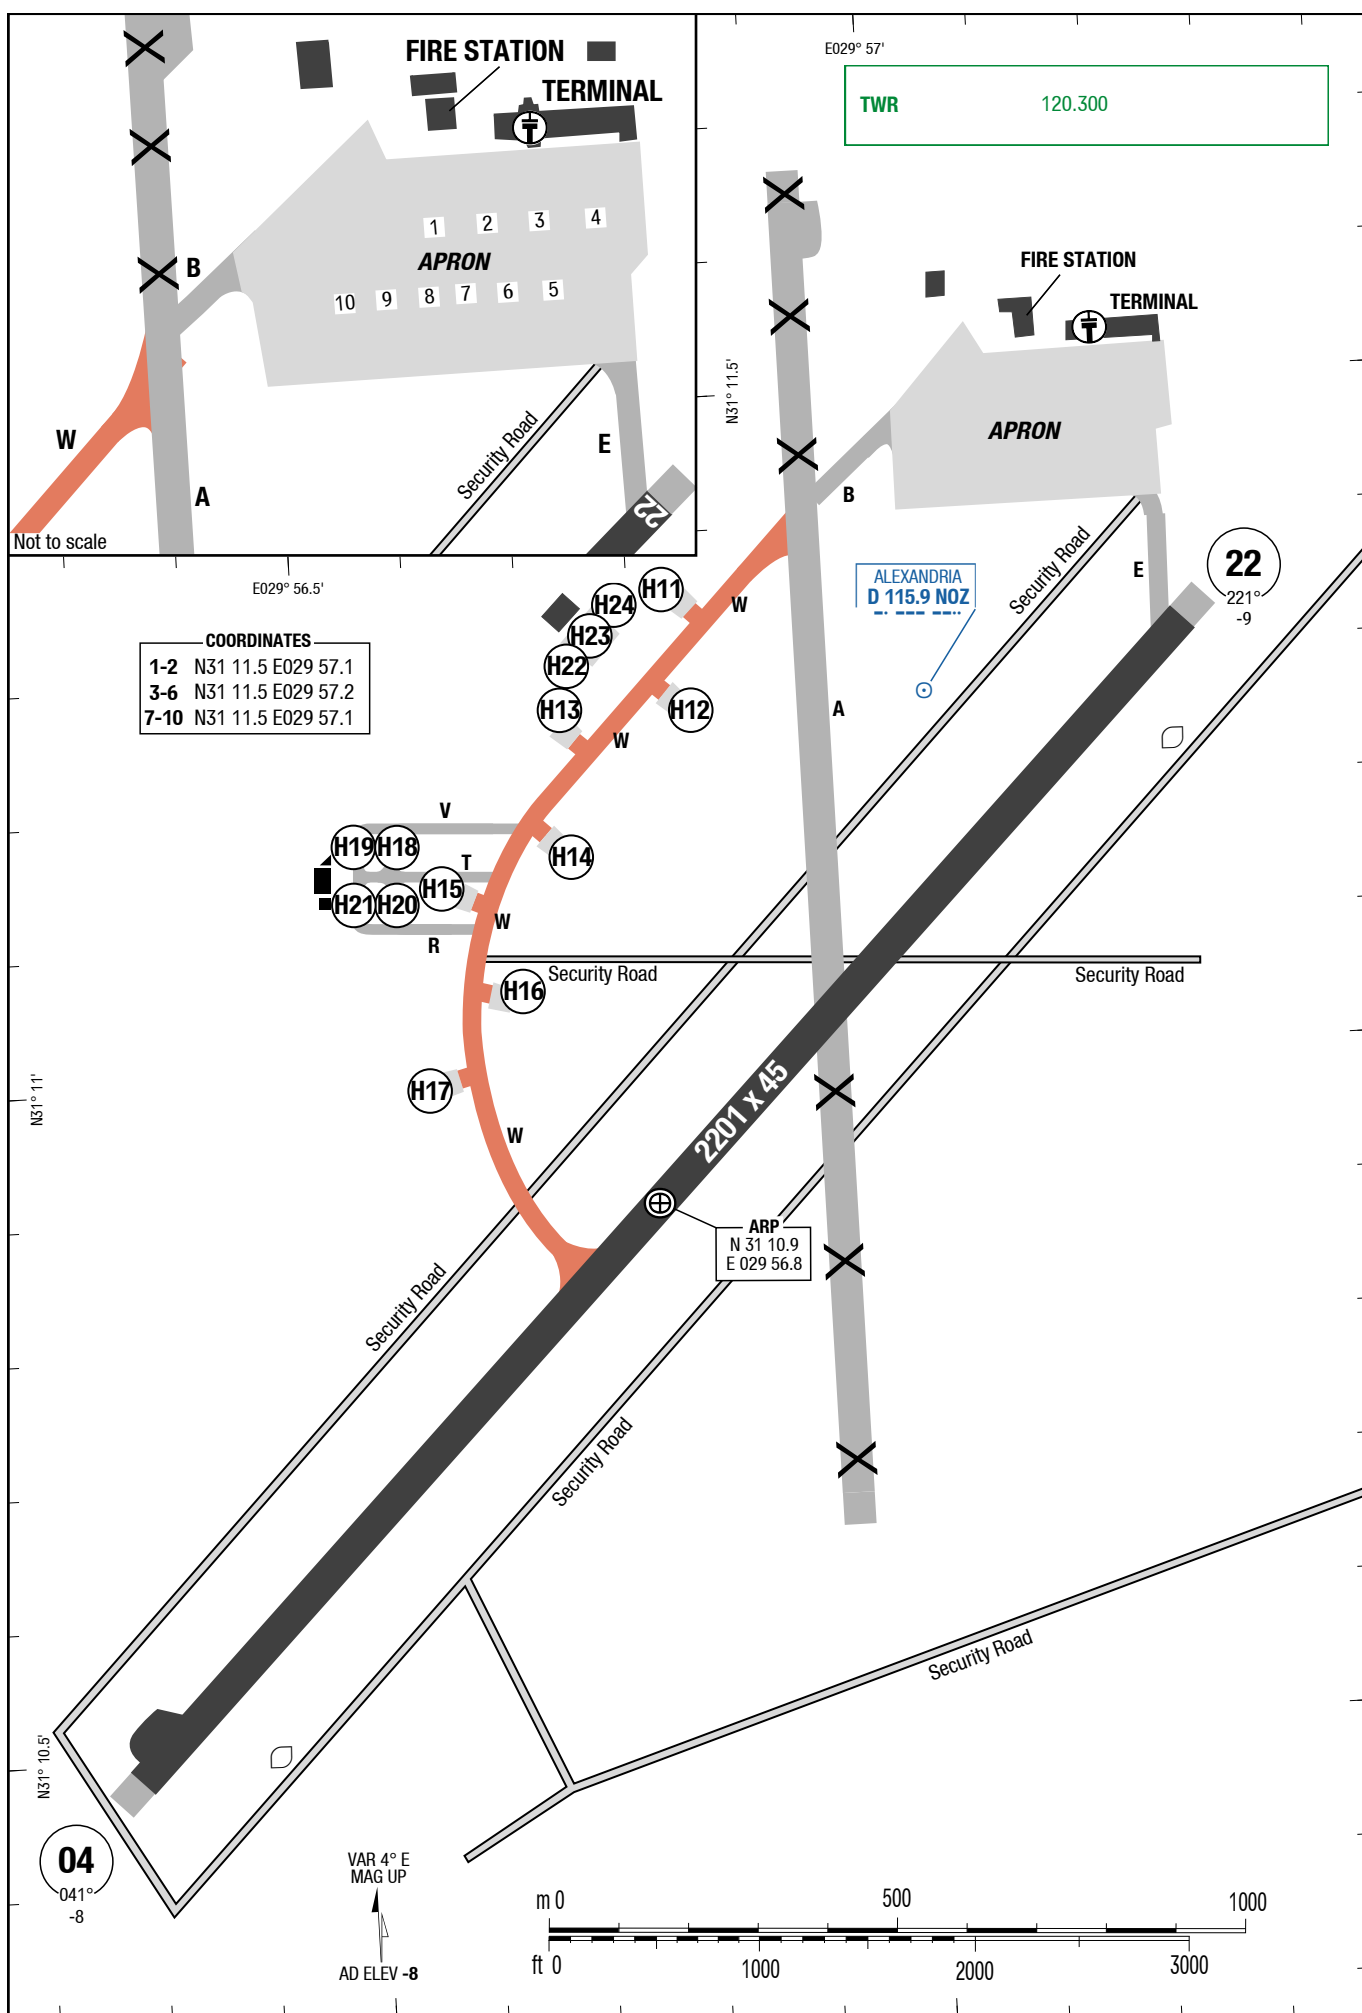 FIRE STATION
TERMINAL
1
2
3
4
APRON
B
10
9
8
7
6
5
W
A
E
Security Road
22
Not to scale
E029° 57'
TWR 120.300
FIRE STATION
TERMINAL
N31° 11.5'
APRON
B
E
Security Road
22
221°
-9
ALEXANDRIA
D 115.9 NOZ
E029° 56.5'
COORDINATES
1-2 N31 11.5 E029 57.1
3-6 N31 11.5 E029 57.2
7-10 N31 11.5 E029 57.1
H11
H24
H23
H22
H13
H12
W
W
A
V
H19
H18
H14
T
H15
H21
H20
W
R
Security Road
Security Road
H16
H17
N31° 11'
W
2201 x 45
ARP
N 31 10.9
E 029 56.8
Security Road
Security Road
Security Road
N31° 10.5'
04
041°
-8
VAR 4° E
MAG UP
AD ELEV -8
m 0 500 1000
ft 0 1000 2000 3000